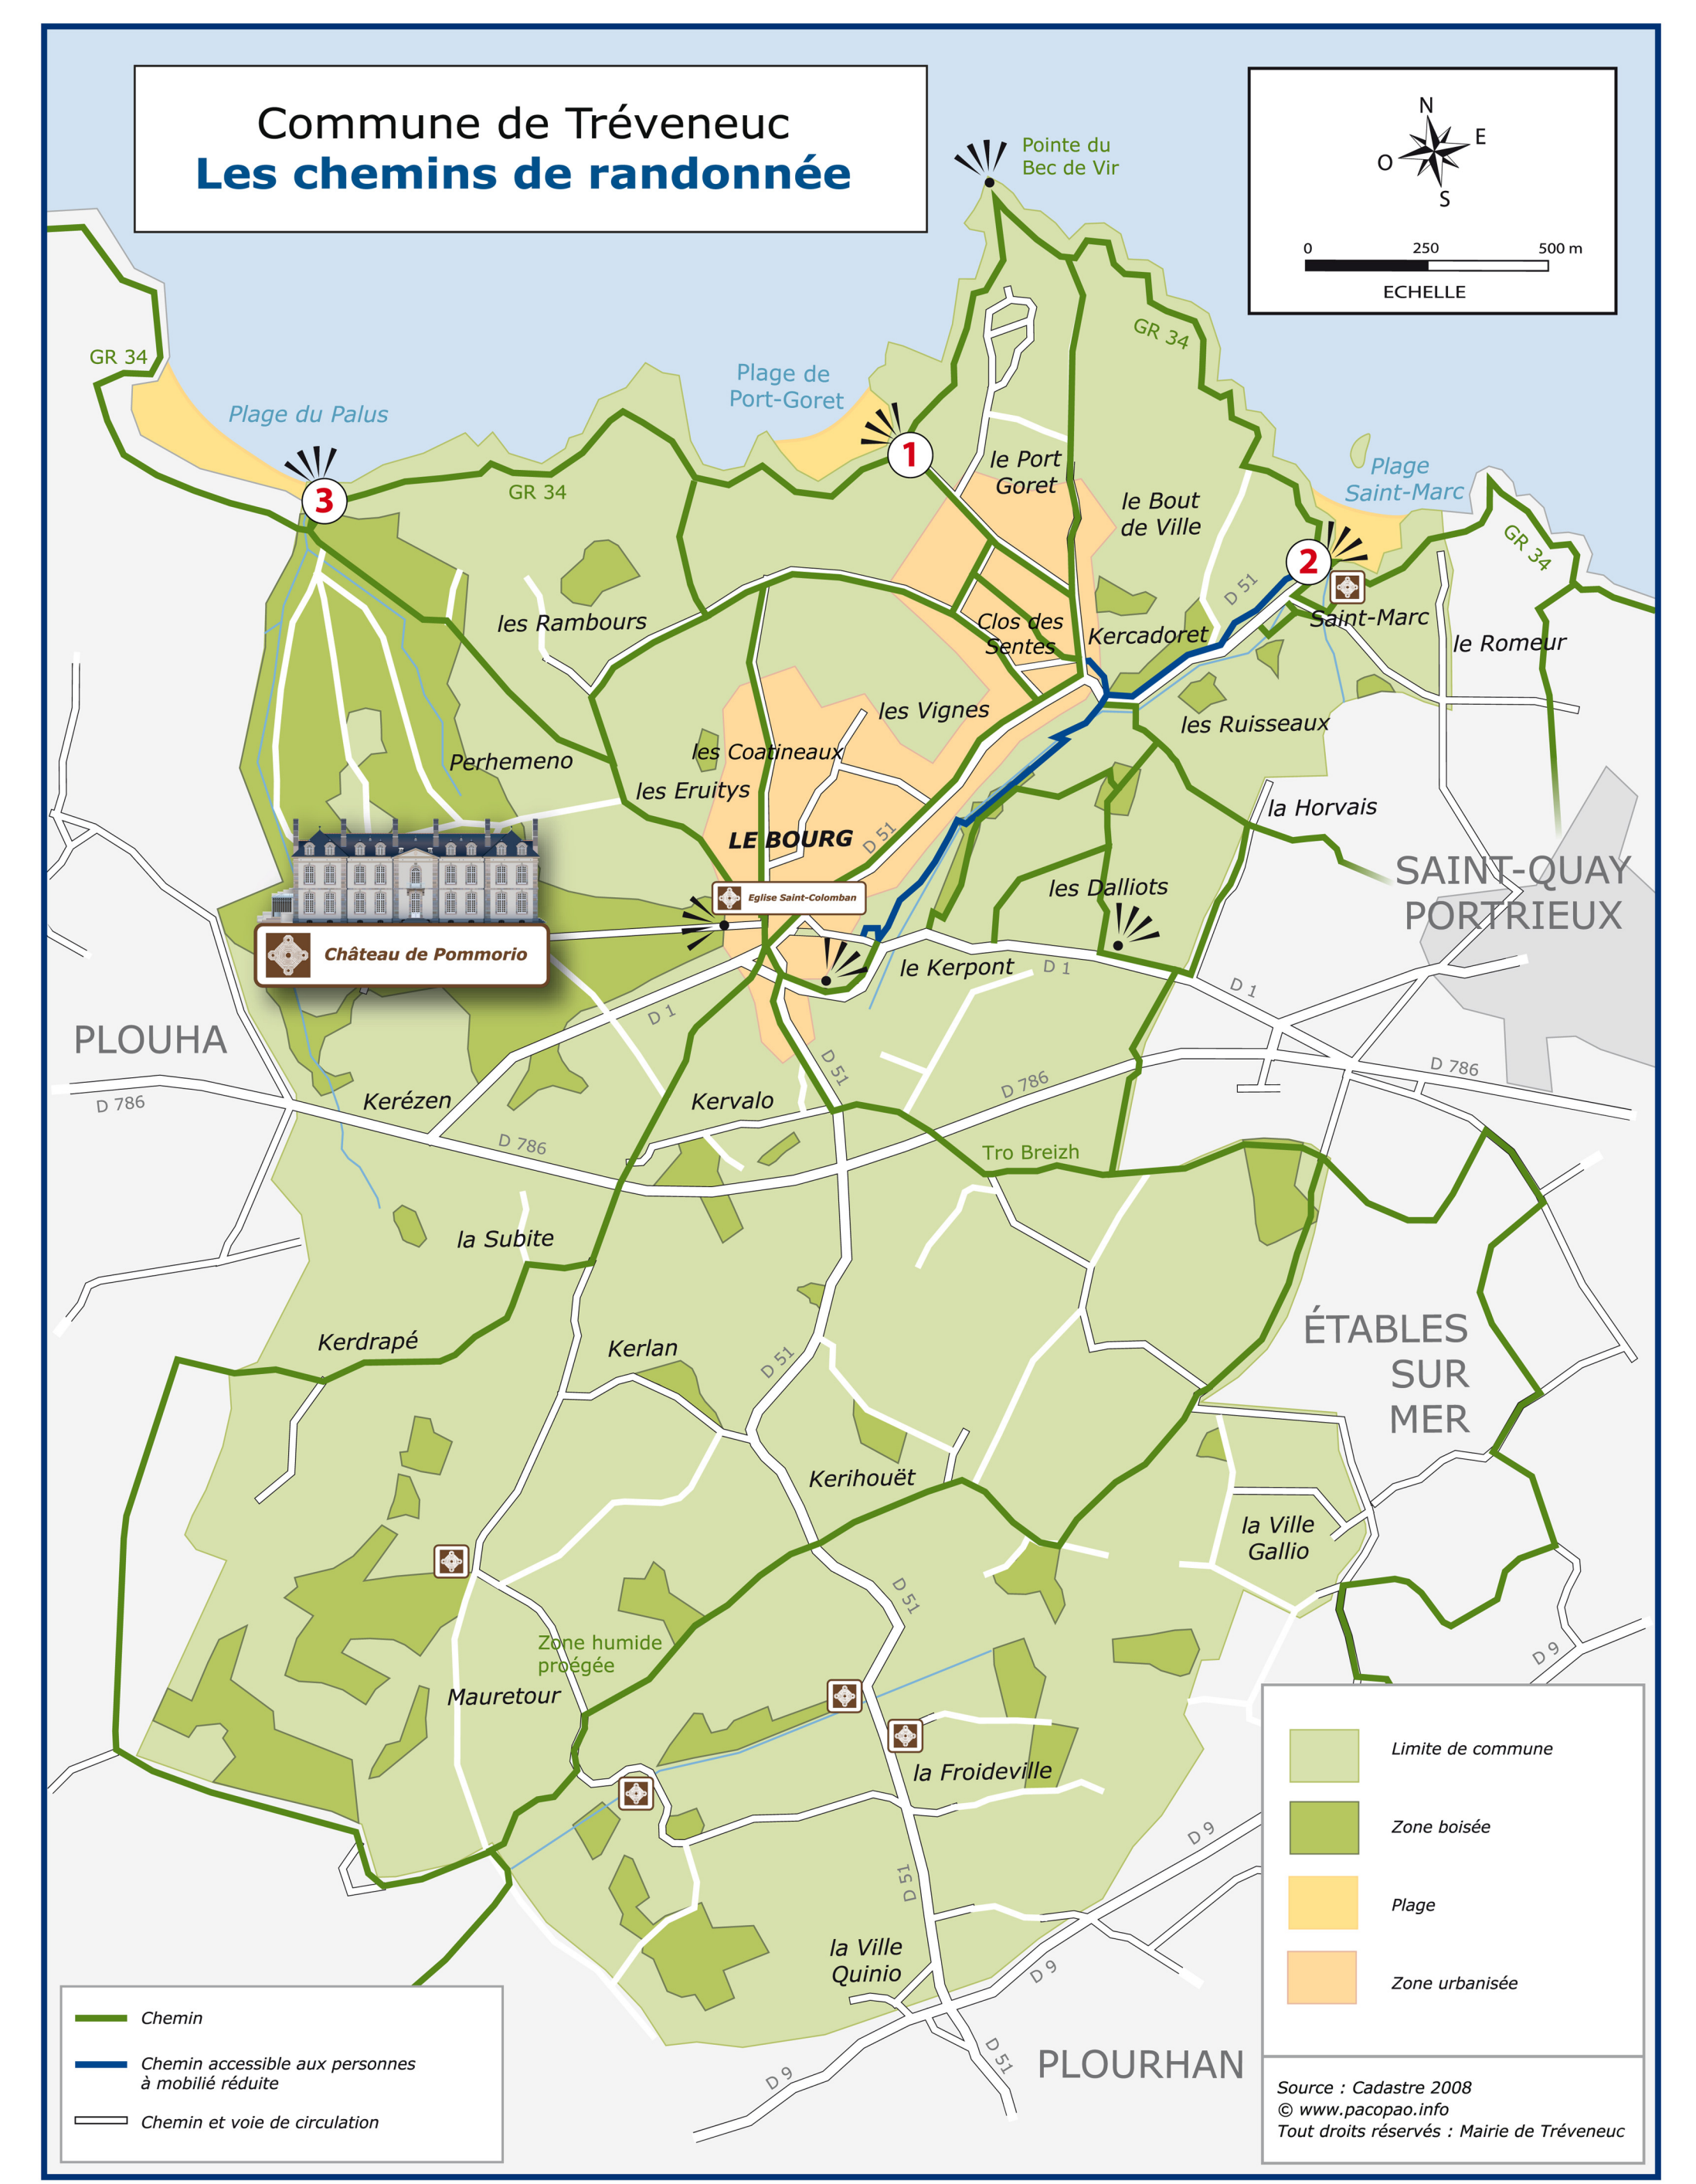 Commune de Tréveneuc
Les chemins de randonnée
N
E
O
S
0 250 500 m
ECHELLE
Pointe du
Bec de Vir
GR 34
GR 34
Plage du Palus
Plage de
Port-Goret
1
3
GR 34
le Port
Goret
le Bout
de Ville
Plage
Saint-Marc
GR 34
2
D 51
Saint-Marc
le Romeur
les Rambours
Clos des
Sentes
Kercadoret
les Vignes
les Ruisseaux
les Coatineaux
Perhemeno
les Eruitys
la Horvais
LE BOURG
D 51
SAINT-QUAY
PORTRIEUX
les Dalliots
Eglise Saint-Colomban
Château de Pommorio
le Kerpont
D 1
D 1
D 1
PLOUHA
D 51
D 786
D 786
D 786
Kerézen
Kervalo
D 786
Tro Breizh
la Subite
Kerdrapé
Kerlan
D 51
ÉTABLES
SUR
MER
Kerihouët
la Ville
Gallio
D 51
Zone humide
proégée
Mauretour
D 9
la Froideville
D 9
D 51
la Ville
Quinio
D 9
D 51
D 9
PLOURHAN
Limite de commune
Zone boisée
Plage
Zone urbanisée
Chemin
Chemin accessible aux personnes
à mobilié réduite
Chemin et voie de circulation
Source : Cadastre 2008
© www.pacopao.info
Tout droits réservés : Mairie de Tréveneuc